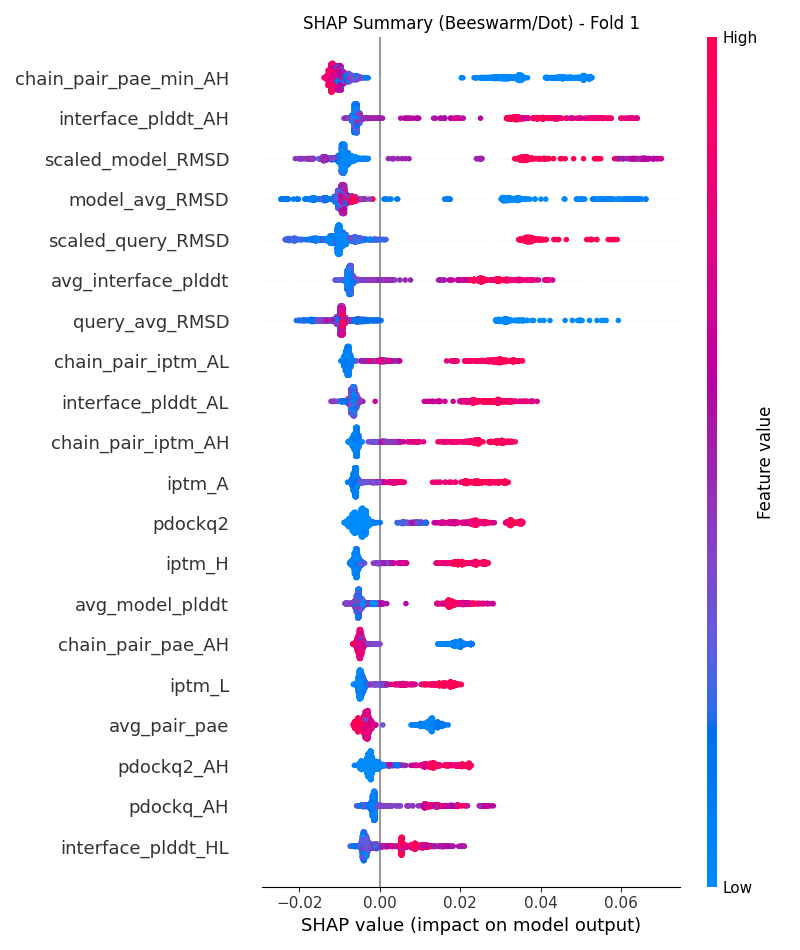 SHAP Summary (Beeswarm/Dot) - Fold 1
High
chain_pair_pae_min_AH
interface_plddt_AH
scaled_model_RMSD
model_avg_RMSD
scaled_query_RMSD
avg_interface_plddt
query_avg_RMSD
chain_pair_iptm_AL
interface_plddt_AL
chain_pair_iptm_AH
iptm_A
pdockq2
iptm_H
avg_model_plddt
chain_pair_pae_AH
iptm_L
avg_pair_pae
pdockq2_AH
pdockq_AH
interface_plddt_HL
Feature value
Low
−0.02 0.00 0.02 0.04 0.06
SHAP value (impact on model output)